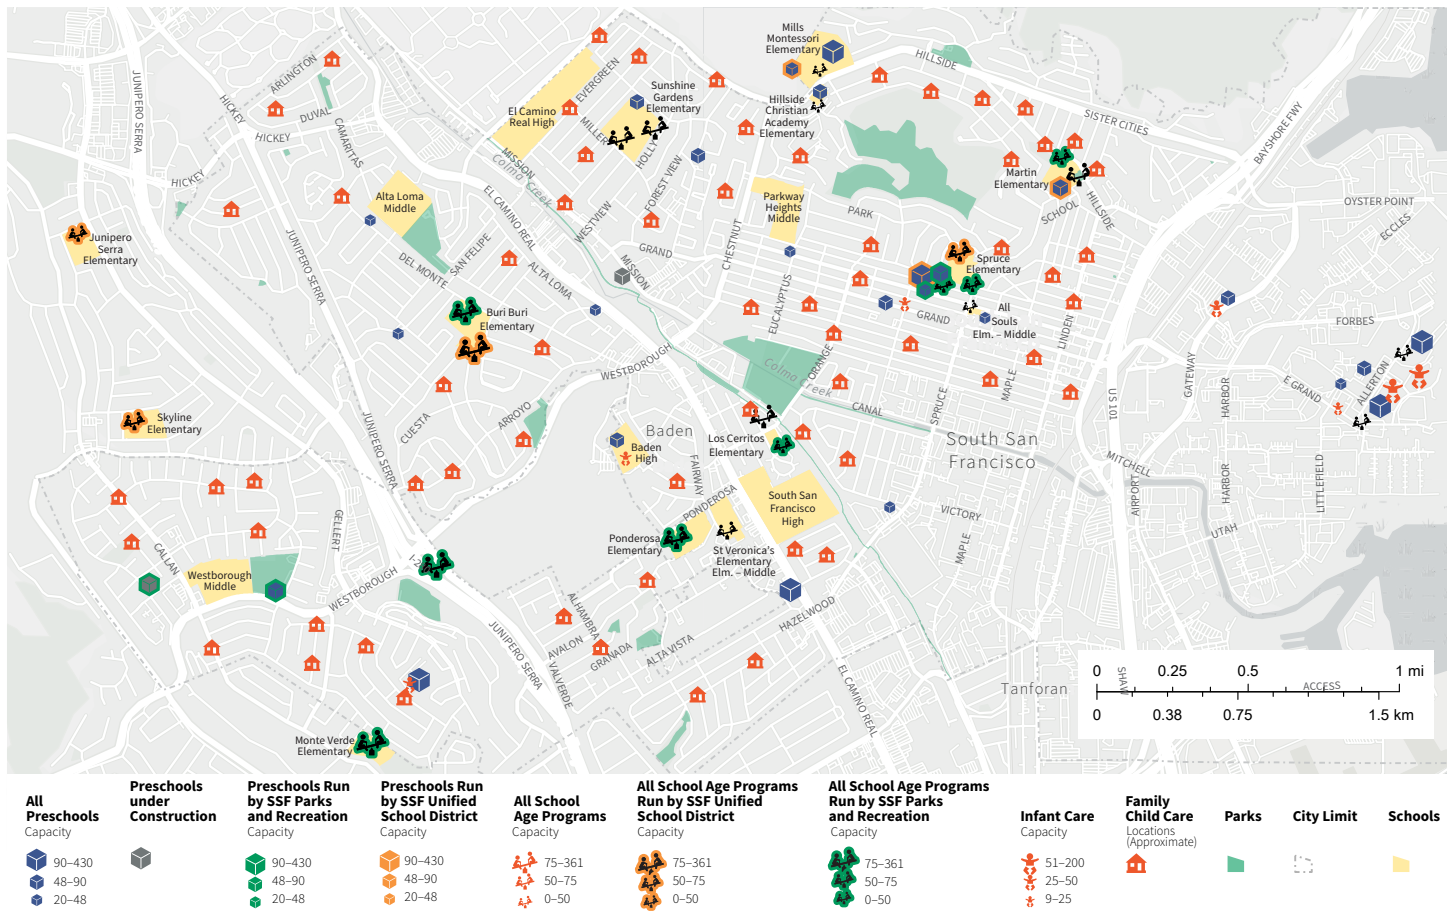 Mills
Montessori
Elementary
HILLSIDE
ARLINGTON
JUNIPERO SERRA
HICKEY
DUVAL
HICKEY
CAMARITAS
HICKEY
EVERGREEN
El Camino
Real High
MILLER
Sunshine
Gardens
Elementary
HOLLY
Hillside
Christian
Academy
Elementary
SISTER CITIES
BAYSHORE FWY
MISSION
Colma Creek
FOREST VIEW
Martin
Elementary
SCHOOL
HILLSIDE
OYSTER POINT
ECCLES
Alta Loma
Middle
EL CAMINO REAL
WESTVIEW
Parkway
Heights
Middle
PARK
Junipero
Serra
Elementary
JUNIPERO SERRA
DEL MONTE
SAN FELIPE
ALTA LOMA
GRAND
MISSION
CHESTNUT
EUCALYPTUS
Spruce
Elementary
All
Souls
Elm. – Middle
GRAND
LINDEN
Buri Buri
Elementary
FORBES
GATEWAY
HARBOR
E GRAND
ALLERTON
WESTBOROUGH
Colma Creek
ORANGE
CANAL
SPRUCE
MAPLE
US 101
Skyline
Elementary
JUNIPERO SERRA
CUESTA
ARROYO
Baden
Baden
High
Los Cerritos
Elementary
South San
Francisco
MITCHELL
AIRPORT
HARBOR
LITTLEFIELD
UTAH
FAIRWAY
PONDEROSA
South San
Francisco
High
VICTORY
MAPLE
GELLERT
CALLAN
Ponderosa
Elementary
St Veronica's
Elementary
Elm. – Middle
Westborough
Middle
WESTBOROUGH
HAZELWOOD
ALHAMBRA
AVALON
GRANADA
ALTA VISTA
JUNIPERO SERRA
VALVERDE
EL CAMINO REAL
Tanforan
SHAW
ACCESS
0 0.25 0.5 1 mi
0 0.38 0.75 1.5 km
Monte Verde
Elementary
All
Preschools
Capacity
90–430
48–90
20–48
Preschools
under
Construction
Preschools Run
by SSF Parks
and Recreation
Capacity
90–430
48–90
20–48
Preschools Run
by SSF Unified
School District
Capacity
90–430
48–90
20–48
All School
Age Programs
Capacity
75–361
50–75
0–50
All School Age Programs
Run by SSF Unified
School District
Capacity
75–361
50–75
0–50
All School Age Programs
Run by SSF Parks
and Recreation
Capacity
75–361
50–75
0–50
Infant Care
Capacity
51–200
25–50
9–25
Family
Child Care
Locations
(Approximate)
Parks
City Limit
Schools